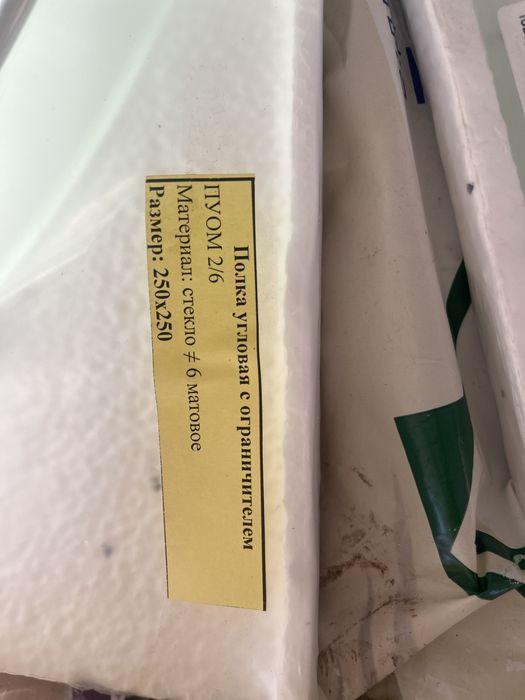 Полка угловая с ограничителем
ПУОМ 2/6
Материал: стекло ≠ 6 матовое
Размер: 250х250